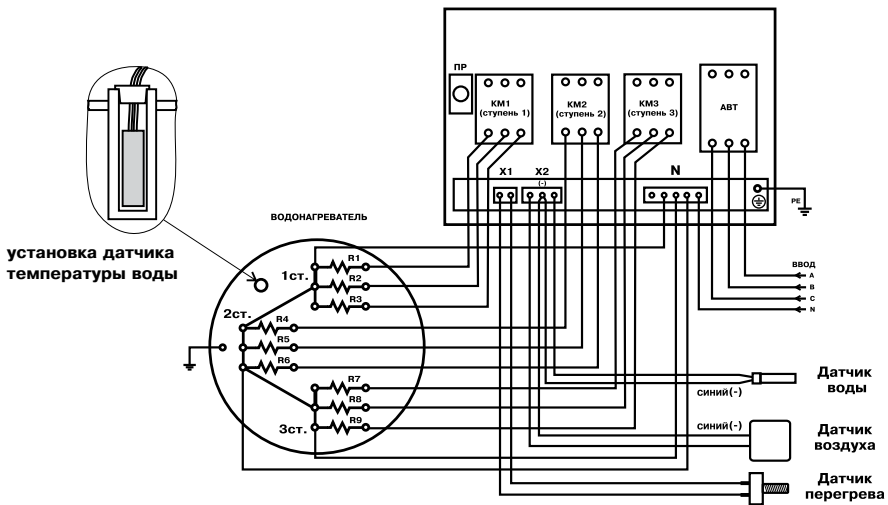 ПР
КМ1
(ступень 1)
КМ2
(ступень 2)
КМ3
(ступень 3)
АВТ
X1
X2
(-)
N
PE
ВОДОНАГРЕВАТЕЛЬ
установка датчика
температуры воды
1ст.
R1
R2
R3
2ст.
R4
R5
R6
R7
R8
R9
3ст.
ВВОД
A
B
C
N
Датчик
воды
синий(-)
синий(-)
Датчик
воздуха
Датчик
перегрева